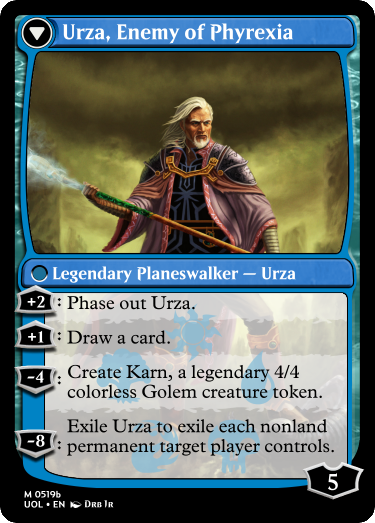 Urza, Enemy of Phyrexia
Legendary Planeswalker — Urza
+2: Phase out Urza.
+1: Draw a card.
-4: Create Karn, a legendary 4/4
colorless Golem creature token.
-8: Exile Urza to exile each nonland
permanent target player controls.
5
M 0519b
UOL • EN DRB JR